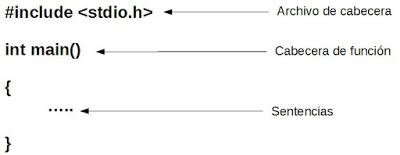 #include <stdio.h> Archivo de cabecera
int main() Cabecera de función
{
..... Sentencias
}